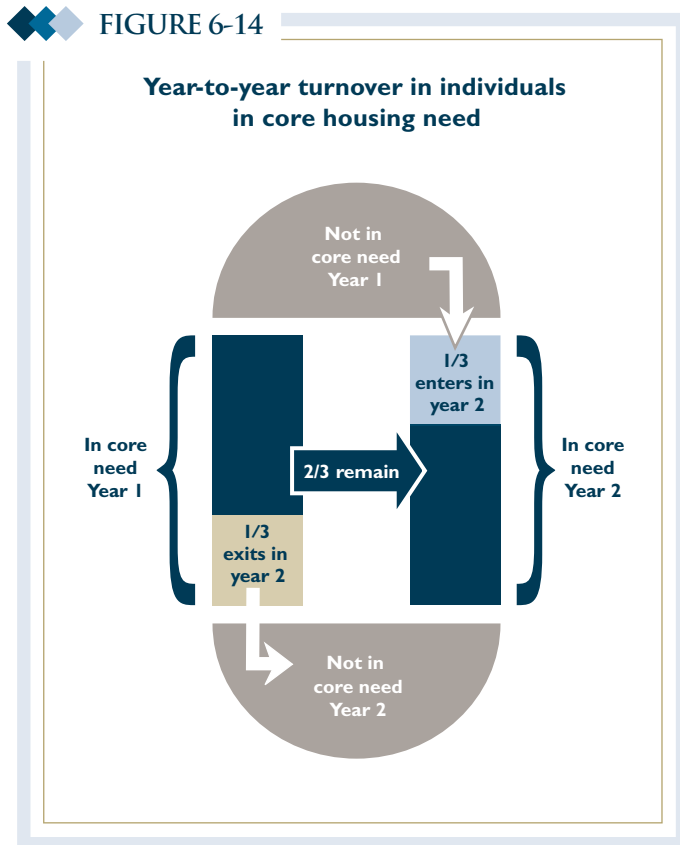 FIGURE 6-14
Year-to-year turnover in individuals
in core housing need
Not in
core need
Year 1
1/3
enters in
year 2
In core
need
Year 1
2/3 remain
In core
need
Year 2
1/3
exits in
year 2
Not in
core need
Year 2